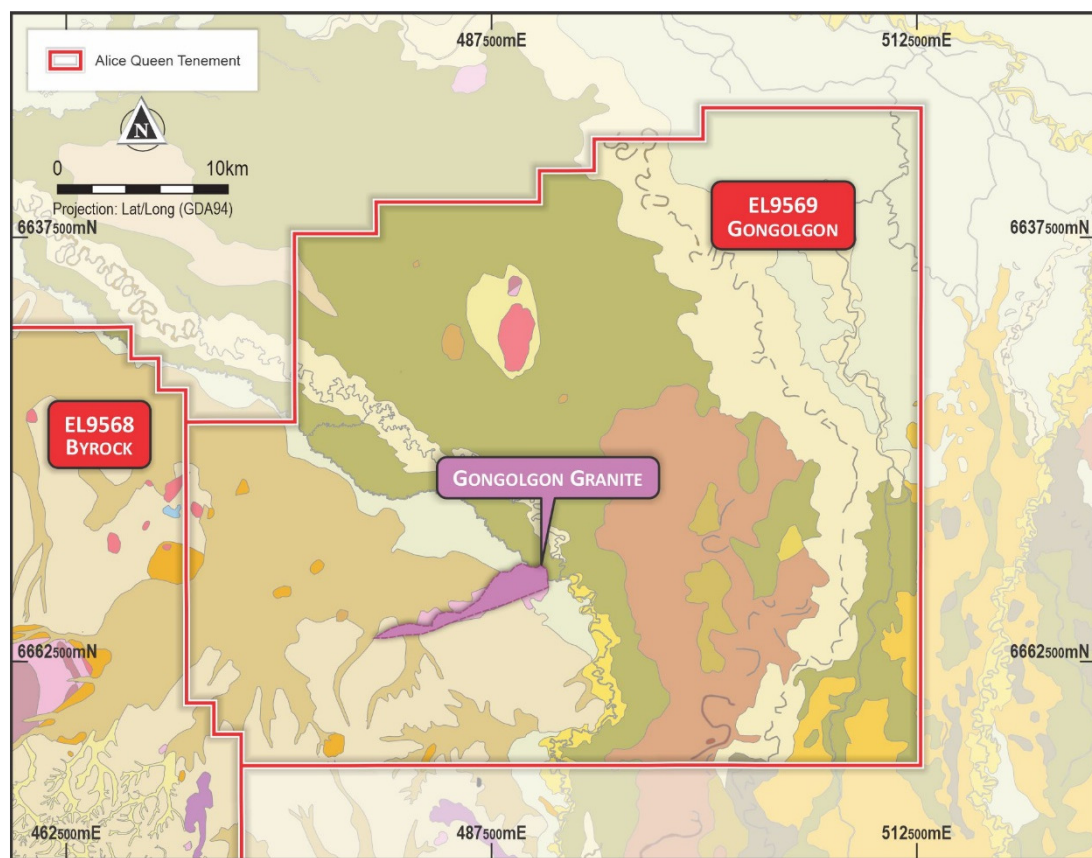 487500mE
512500mE
Alice Queen Tenement
N
0 10km
Projection: Lat/Long (GDA94)
EL9569
GONGOLGON
6637500mN
6637500mN
EL9568
BYROCK
GONGOLGON GRANITE
6662500mN
6662500mN
462500mE
487500mE
512500mE